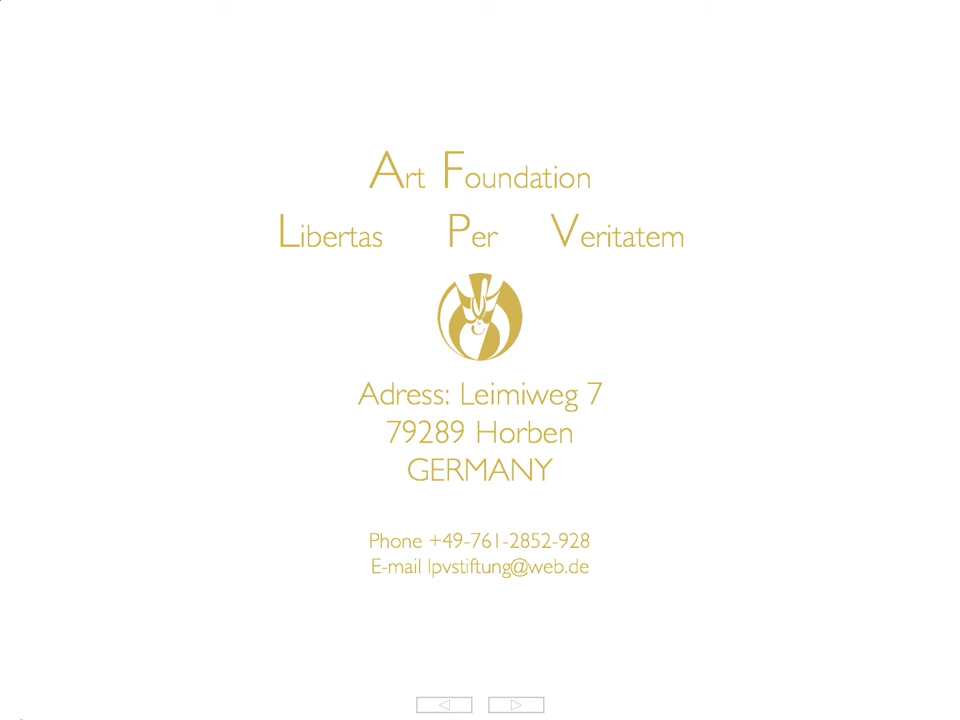 Art Foundation
Libertas Per Veritatem
Adress: Leimiweg 7
79289 Horben
GERMANY
Phone +49-761-2852-928
E-mail lpvstiftung@web.de